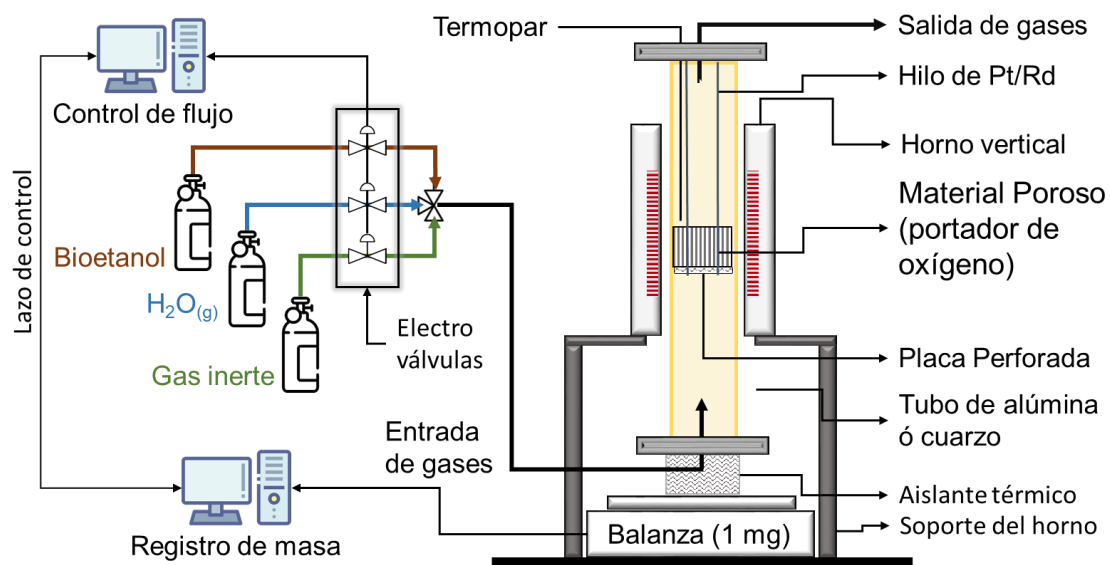 Termopar
Salida de gases
Hilo de Pt/Rd
Control de flujo
Horno vertical
Material Poroso
(portador de
oxígeno)
Lazo de control
Bioetanol
H₂O₍g₎
Gas inerte
Electro
válvulas
Placa Perforada
Tubo de alúmina
ó cuarzo
Entrada
de gases
Aislante térmico
Soporte del horno
Registro de masa
Balanza (1 mg)